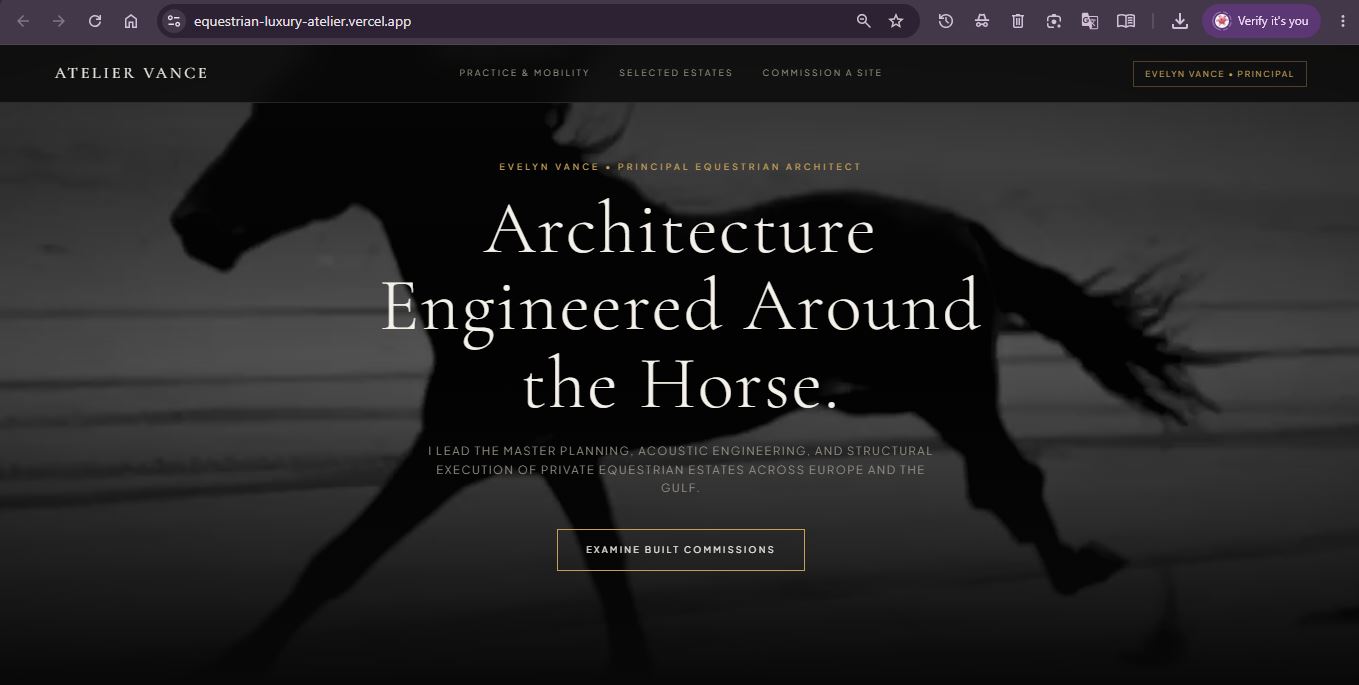 equestrian-luxury-atelier.vercel.app
Verify it's you
ATELIER VANCE
PRACTICE & MOBILITY
SELECTED ESTATES
COMMISSION A SITE
EVELYN VANCE • PRINCIPAL
EVELYN VANCE • PRINCIPAL EQUESTRIAN ARCHITECT
Architecture
Engineered Around
the Horse.
I LEAD THE MASTER PLANNING, ACOUSTIC ENGINEERING, AND STRUCTURAL
EXECUTION OF PRIVATE EQUESTRIAN ESTATES ACROSS EUROPE AND THE
GULF.
EXAMINE BUILT COMMISSIONS